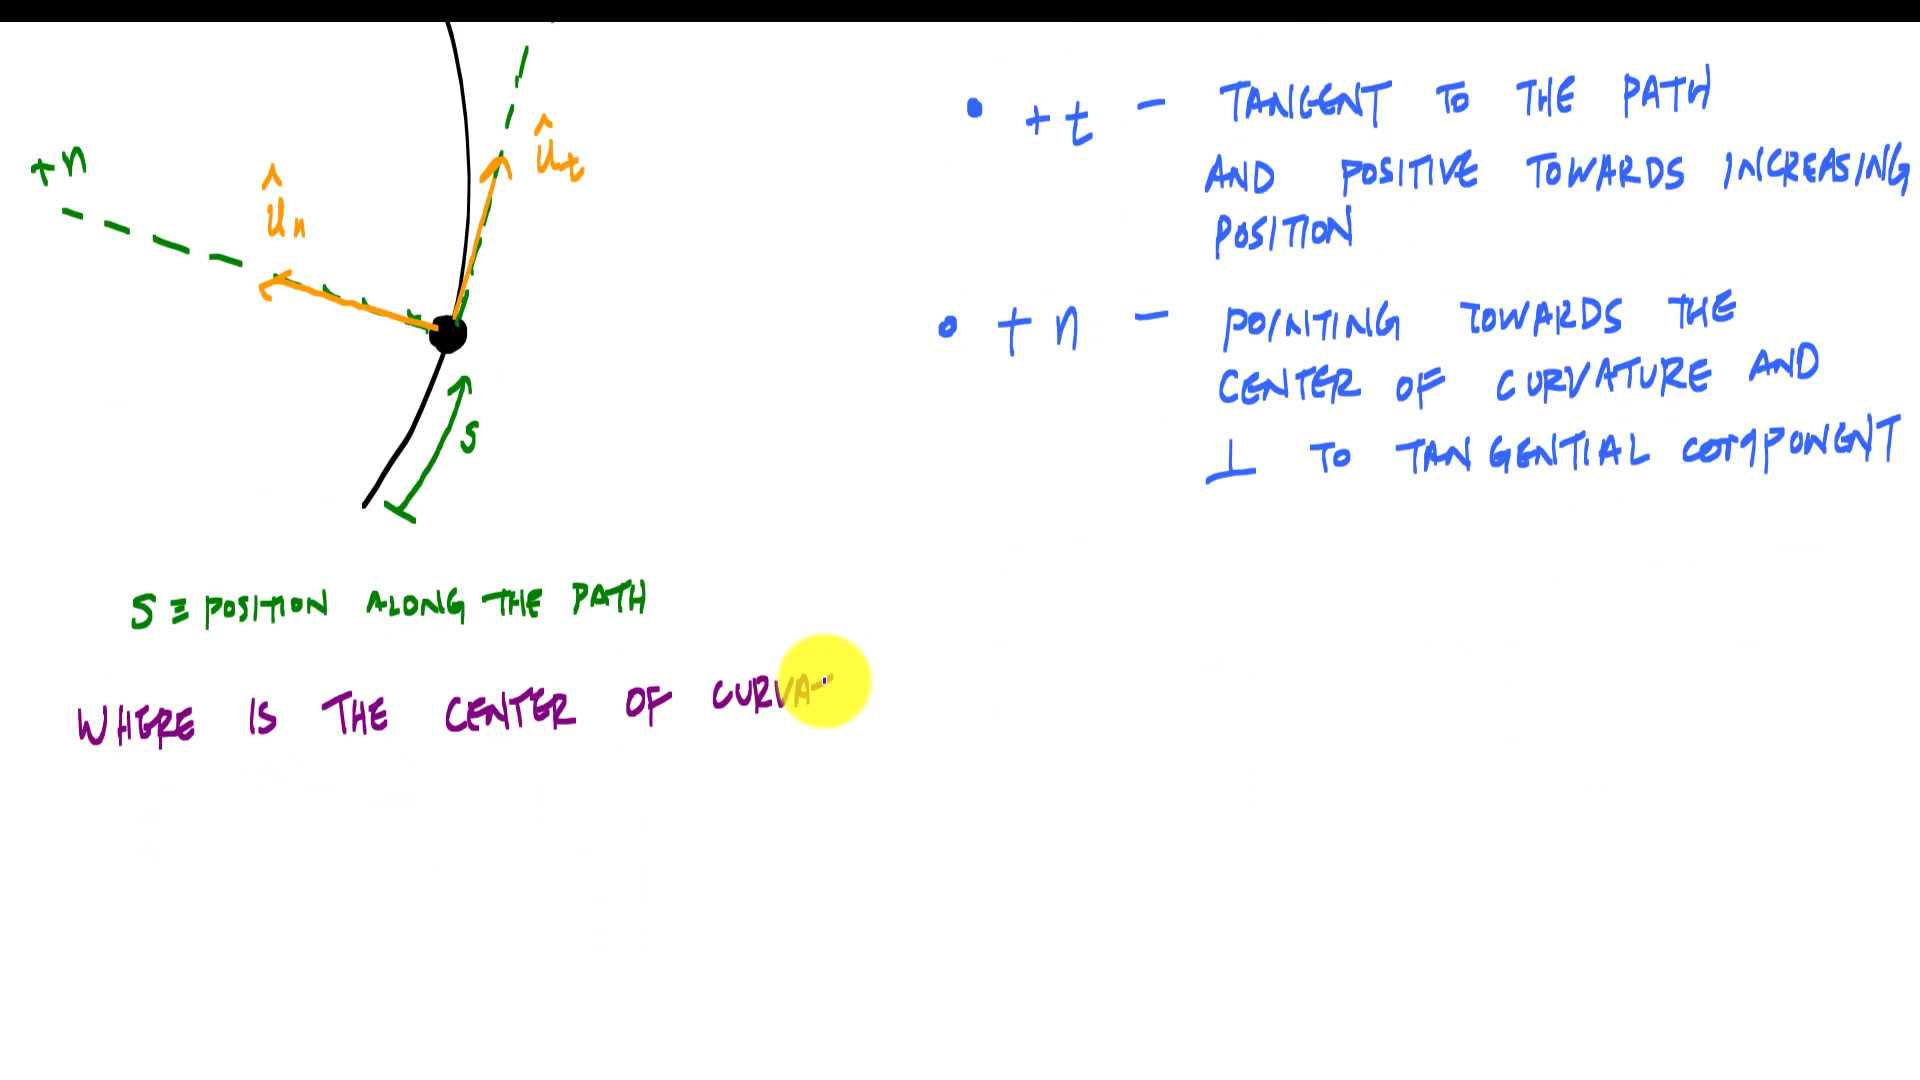 +n
û_n
û_t
s
S ≡ POSITION ALONG THE PATH
WHERE IS THE CENTER OF CURVAT
• +t - TANGENT TO THE PATH
AND POSITIVE TOWARDS INCREASING
POSITION
• +n - POINTING TOWARDS THE
CENTER OF CURVATURE AND
⊥ TO TANGENTIAL COMPONENT